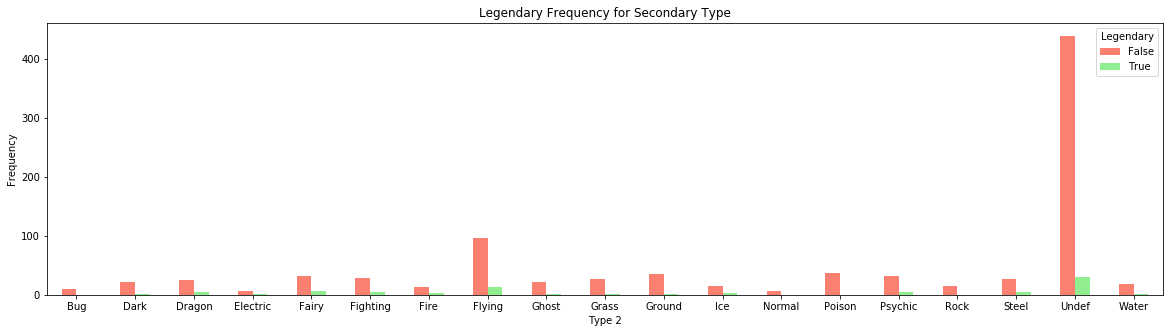 Legendary Frequency for Secondary Type
Legendary
False
True
400
300
200
100
0
Frequency
Bug Dark Dragon Electric Fairy Fighting Fire Flying Ghost Grass Ground Ice Normal Poison Psychic Rock Steel Undef Water
Type 2